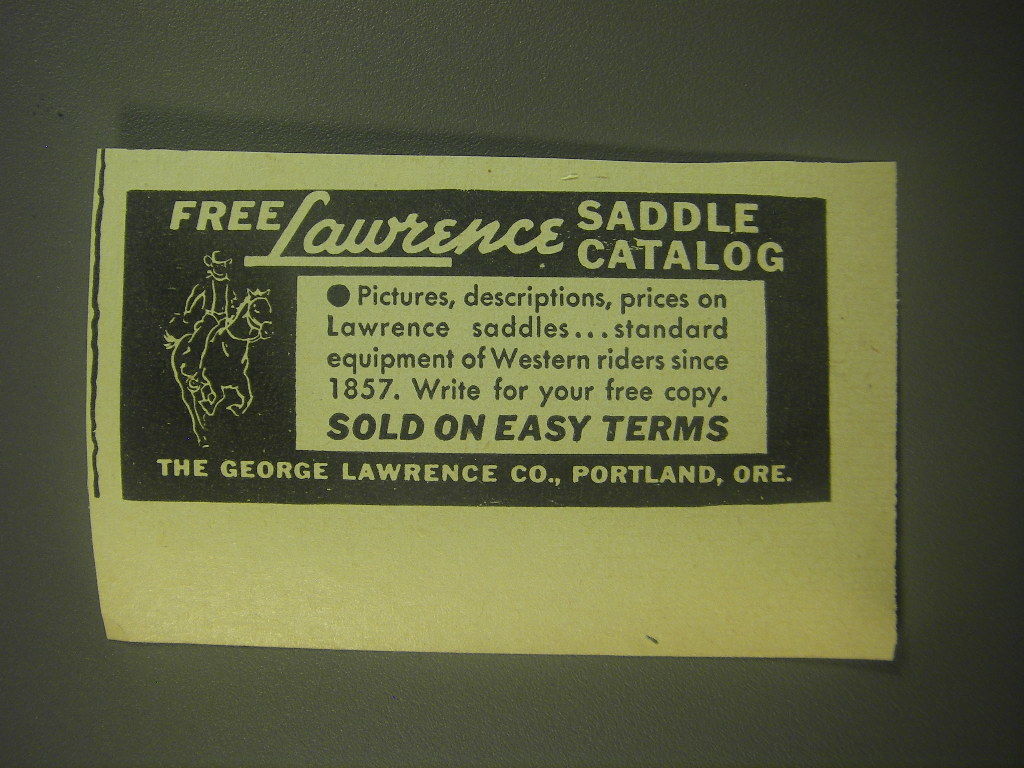 FREE Lawrence SADDLE CATALOG
● Pictures, descriptions, prices on
Lawrence saddles...standard
equipment of Western riders since
1857. Write for your free copy.
SOLD ON EASY TERMS
THE GEORGE LAWRENCE CO., PORTLAND, ORE.